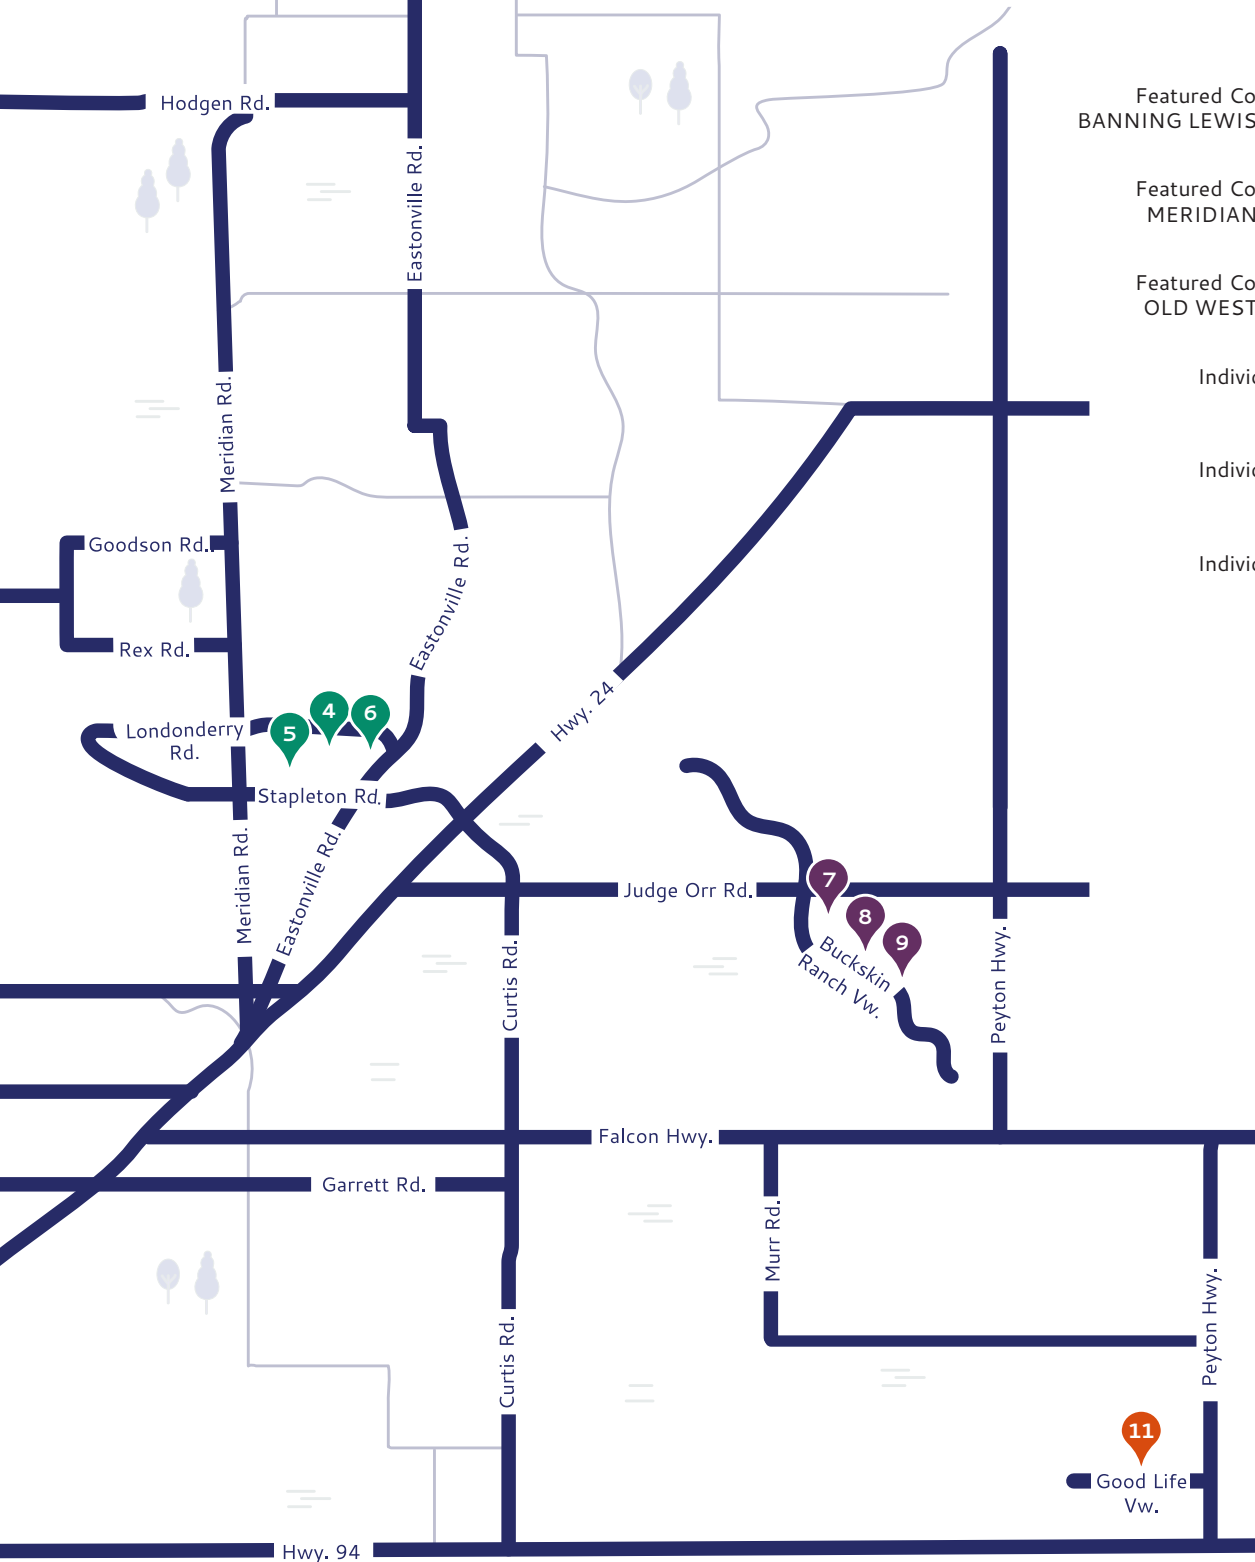 Hodgen Rd.
Featured Co
BANNING LEWIS
Eastonville Rd.
Featured Co
MERIDIAN
Featured Co
OLD WEST
Individ
Meridian Rd.
Individ
Goodson Rd.
Eastonville Rd.
Individ
Rex Rd.
Hwy. 24
4
6
5
Londonderry
Rd.
Stapleton Rd.
Meridian Rd.
Eastonville Rd.
Judge Orr Rd.
7
8
9
Buckskin
Ranch Vw.
Curtis Rd.
Peyton Hwy.
Falcon Hwy.
Garrett Rd.
Murr Rd.
Peyton Hwy.
Curtis Rd.
11
Good Life
Vw.
Hwy. 94